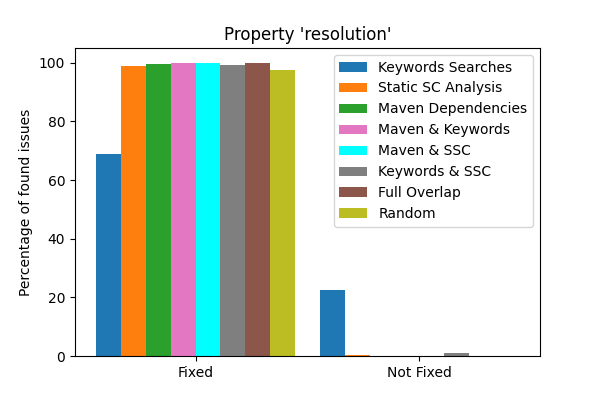 Property 'resolution'
Percentage of found issues
100
80
60
40
20
0
Keywords Searches
Static SC Analysis
Maven Dependencies
Maven & Keywords
Maven & SSC
Keywords & SSC
Full Overlap
Random
Fixed
Not Fixed